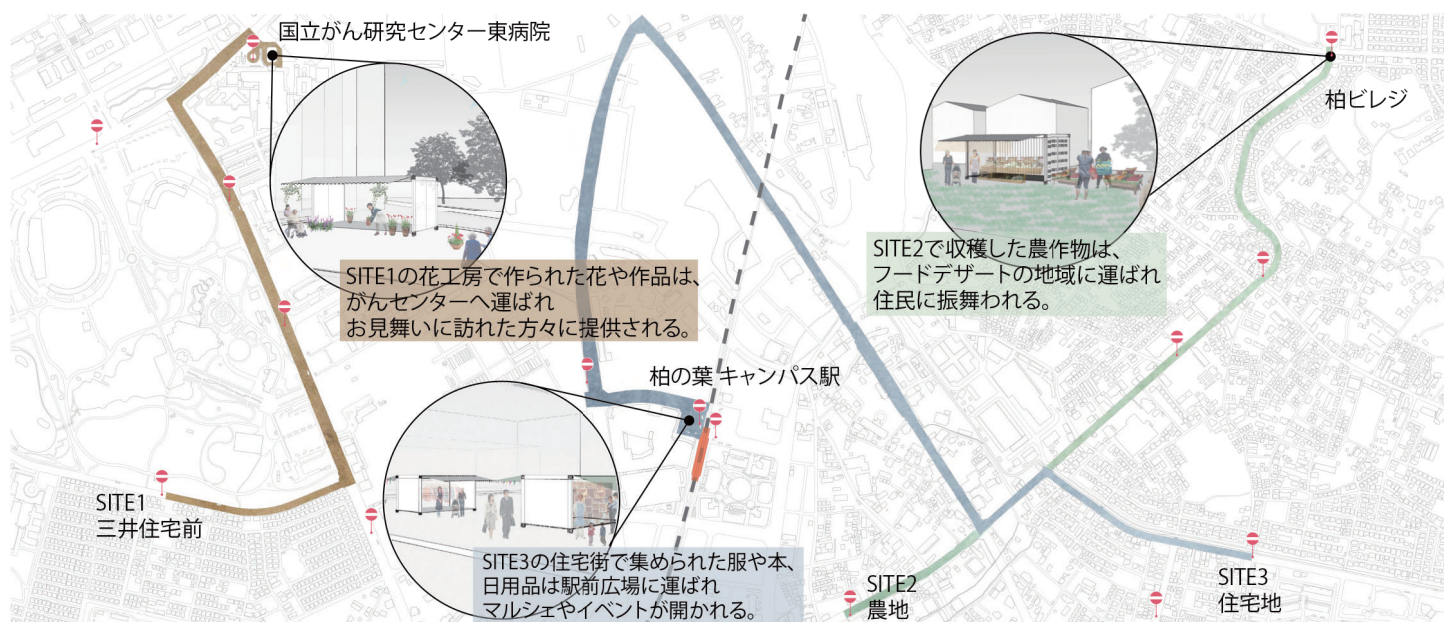 国立がん研究センター東病院
柏ビレジ
SITE1の花工房で作られた花や作品は、
がんセンターへ運ばれ
お見舞いに訪れた方々に提供される。
SITE2で収穫した農作物は、
フードデザートの地域に運ばれ
住民に振舞われる。
柏の葉 キャンパス駅
SITE1
三井住宅前
SITE3の住宅街で集められた服や本、
日用品は駅前広場に運ばれ
マルシェやイベントが開かれる。
SITE2
農地
SITE3
住宅地